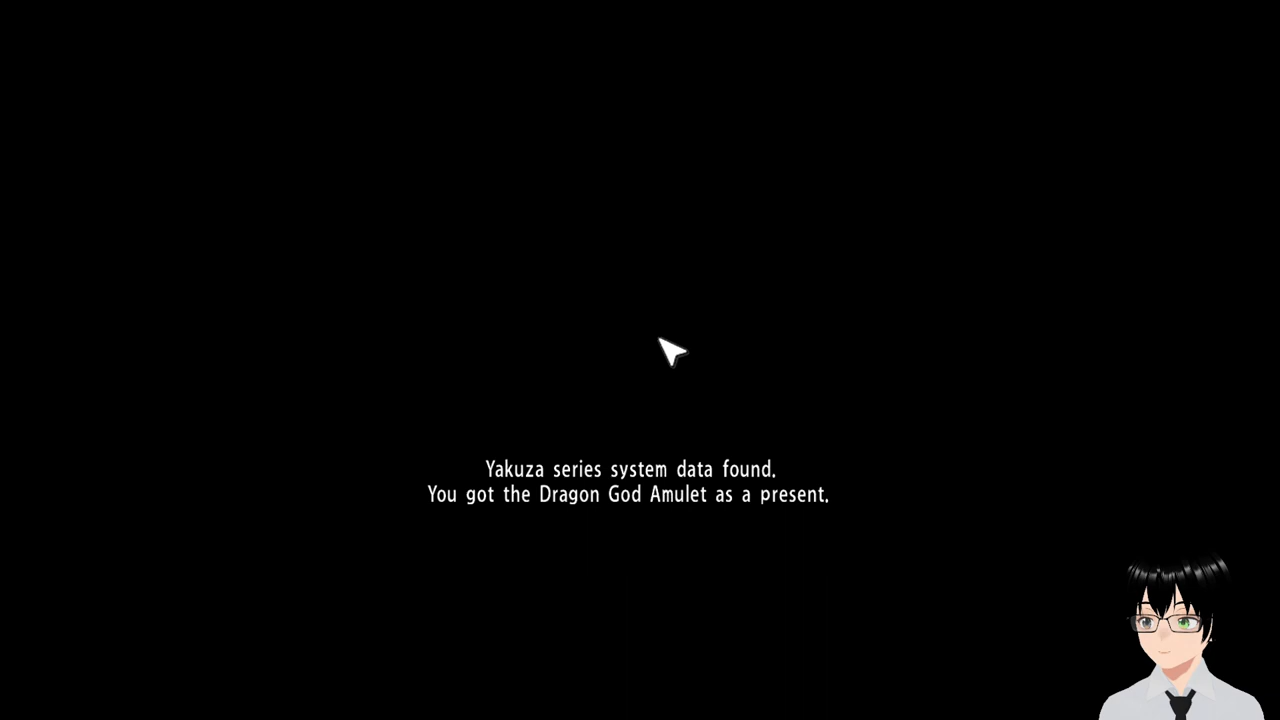 Yakuza series system data found.
You got the Dragon God Amulet as a present.